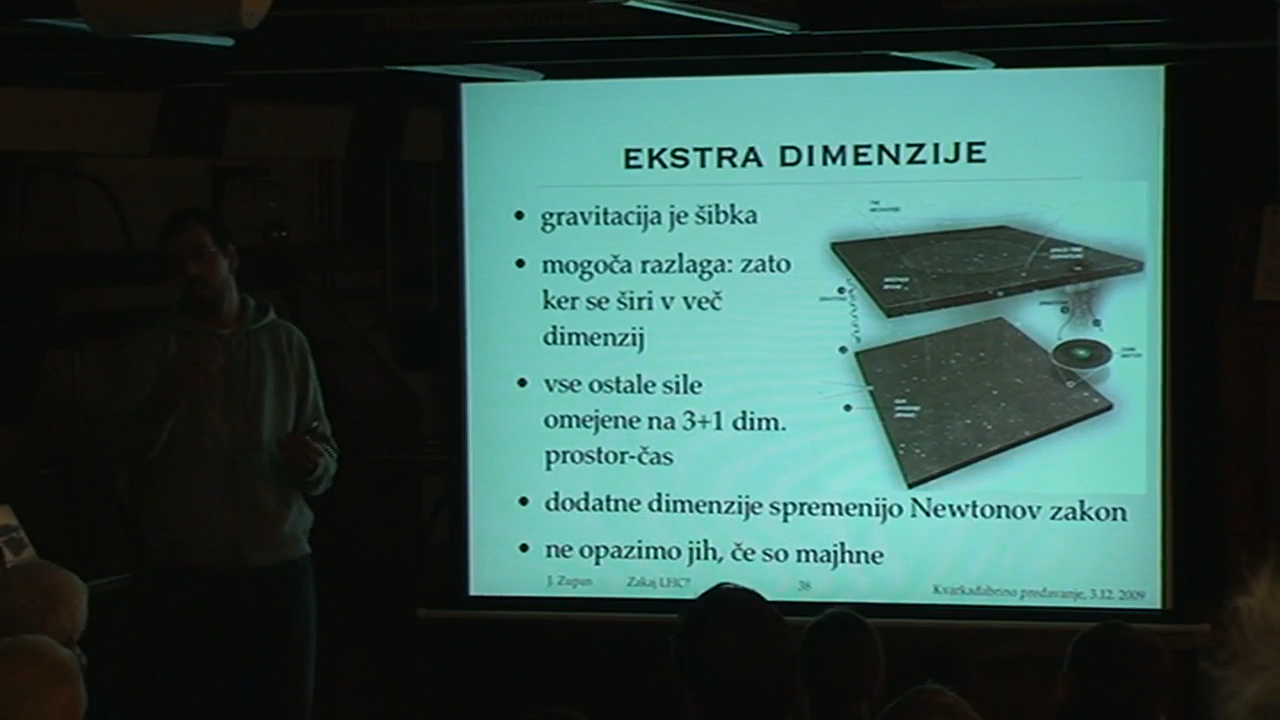 EKSTRA DIMENZIJE
• gravitacija je šibka
• mogoča razlaga: zato
ker se širi v več
dimenzij
• vse ostale sile
omejene na 3+1 dim.
prostor-čas
• dodatne dimenzije spremenijo Newtonov zakon
• ne opazimo jih, če so majhne
J. Zupan Zakaj LHC? 38 Kvarkadabrino predavanje, 3.12. 2009